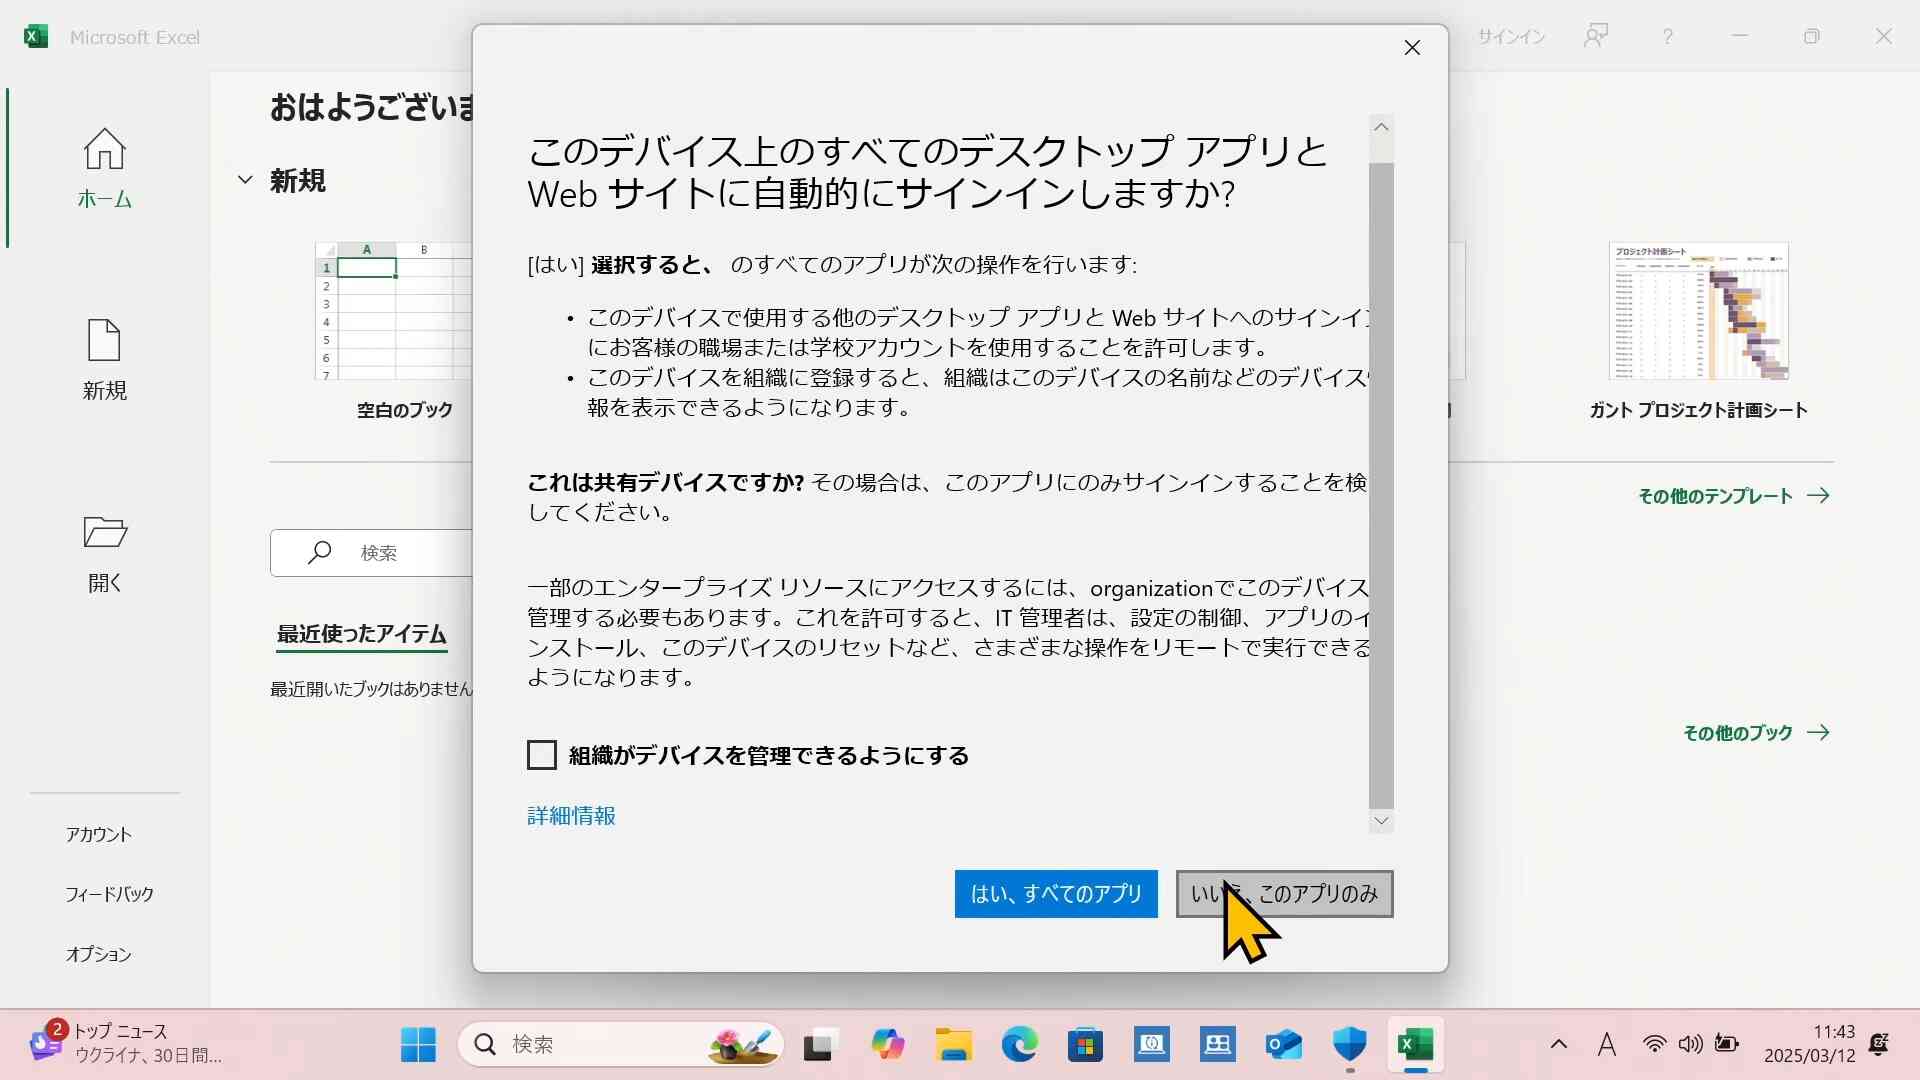 Microsoft Excel
サインイン
ホーム
新規
開く
アカウント
フィードバック
オプション
おはようございま
新規
A B
1
2
3
4
5
6
7
空白のブック
プロジェクト計画シート
ガント プロジェクト計画シート
その他のテンプレート
検索
最近使ったアイテム
最近開いたブックはありません
その他のブック
このデバイス上のすべてのデスクトップ アプリと
Web サイトに自動的にサインインしますか?
[はい] 選択すると、 のすべてのアプリが次の操作を行います:
• このデバイスで使用する他のデスクトップ アプリと Web サイトへのサインイン
にお客様の職場または学校アカウントを使用することを許可します。
• このデバイスを組織に登録すると、組織はこのデバイスの名前などのデバイス
報を表示できるようになります。
これは共有デバイスですか? その場合は、このアプリにのみサインインすることを検
してください。
一部のエンタープライズ リソースにアクセスするには、organizationでこのデバイス
管理する必要もあります。これを許可すると、IT 管理者は、設定の制御、アプリのイ
ンストール、このデバイスのリセットなど、さまざまな操作をリモートで実行できる
ようになります。
組織がデバイスを管理できるようにする
詳細情報
はい、すべてのアプリ
いいえ、このアプリのみ
2
トップ ニュース
ウクライナ、30日間...
検索
A
11:43
2025/03/12